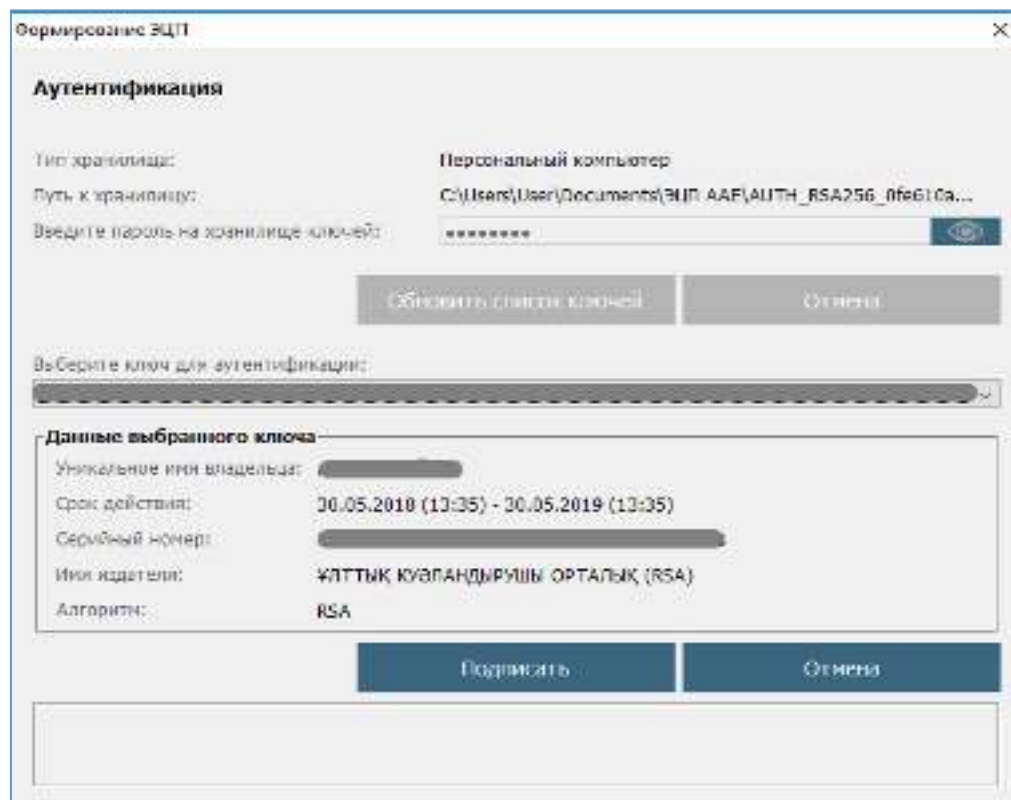 Формирование ЭЦП
Аутентификация
Тип хранилища: Персональный компьютер
Путь к хранилищу: C:\Users\User\Documents\ЭЦП AAE\AUTH_RSA256_0fe610a...
Введите пароль на хранилище ключей: ••••••••
Обновить список ключей Отмена
Выберите ключ для аутентификации:
Данные выбранного ключа
Уникальное имя владельца:
Срок действия: 30.05.2018 (13:35) - 30.05.2019 (13:35)
Серийный номер:
Имя издателя: ҰЛТТЫҚ КУӘЛАНДЫРУШЫ ОРТАЛЫҚ (RSA)
Алгоритм: RSA
Подписать Отмена